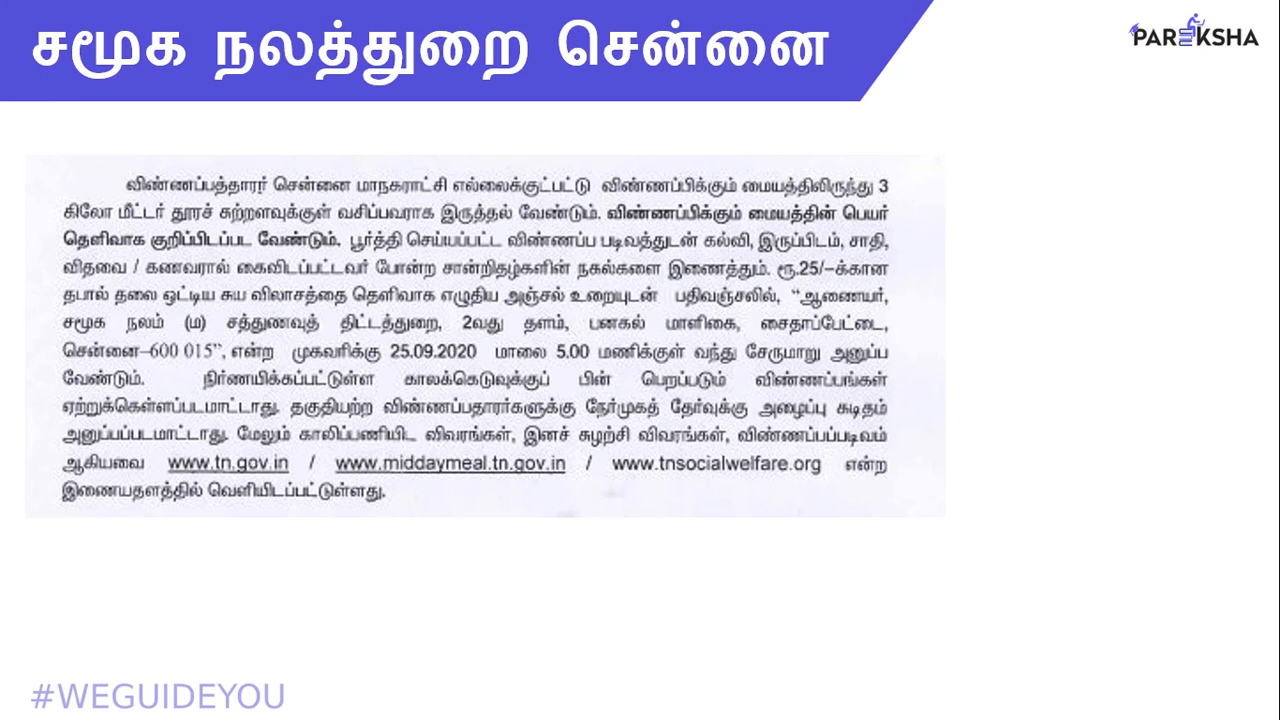 சமூக நலத்துறை சென்னை
PAREEKSHA
விண்ணப்பத்தாரர் சென்னை மாநகராட்சி எல்லைக்குட்பட்டு விண்ணப்பிக்கும் மையத்திலிருந்து 3
கிலோ மீட்டர் தூரச் சுற்றளவுக்குள் வசிப்பவராக இருத்தல் வேண்டும். விண்ணப்பிக்கும் மையத்தின் பெயர்
தெளிவாக குறிப்பிடப்பட வேண்டும். பூர்த்தி செய்யப்பட்ட விண்ணப்ப படிவத்துடன் கல்வி, இருப்பிடம், சாதி,
விதவை / கணவரால் கைவிடப்பட்டவர் போன்ற சான்றிதழ்களின் நகல்களை இணைத்தும். ரூ.25/–க்கான
தபால் தலை ஒட்டிய சுய விலாசத்தை தெளிவாக எழுதிய அஞ்சல் உறையுடன் பதிவஞ்சலில், “ஆணையர்,
சமூக நலம் (ம) சத்துணவுத் திட்டத்துறை, 2வது தளம், பனகல் மாளிகை, சைதாப்பேட்டை,
சென்னை–600 015”, என்ற முகவரிக்கு 25.09.2020 மாலை 5.00 மணிக்குள் வந்து சேருமாறு அனுப்ப
வேண்டும். நிர்ணயிக்கப்பட்டுள்ள காலக்கெடுவுக்குப் பின் பெறப்படும் விண்ணப்பங்கள்
ஏற்றுக்கெள்ளப்படமாட்டாது. தகுதியற்ற விண்ணப்பதார்ர்களுக்கு நேர்முகத் தேர்வுக்கு அழைப்பு கடிதம்
அனுப்பப்படமாட்டாது. மேலும் காலிப்பணியிட விவரங்கள், இனச் சுழற்சி விவரங்கள், விண்ணப்பப்படிவம்
ஆகியவை www.tn.gov.in / www.middaymeal.tn.gov.in / www.tnsocialwelfare.org என்ற
இணையதளத்தில் வெளியிடப்பட்டுள்ளது.
#WEGUIDEYOU